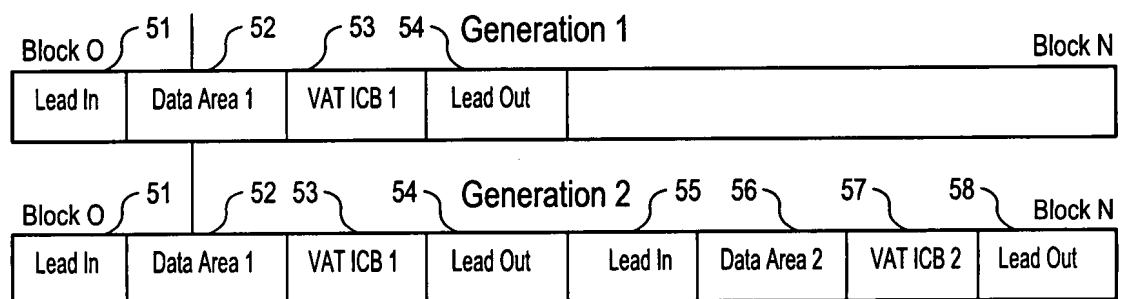 Generation 1
Block O 51 52 53 54 Block N
Lead In Data Area 1 VAT ICB 1 Lead Out
Generation 2
Block O 51 52 53 54 55 56 57 58 Block N
Lead In Data Area 1 VAT ICB 1 Lead Out Lead In Data Area 2 VAT ICB 2 Lead Out